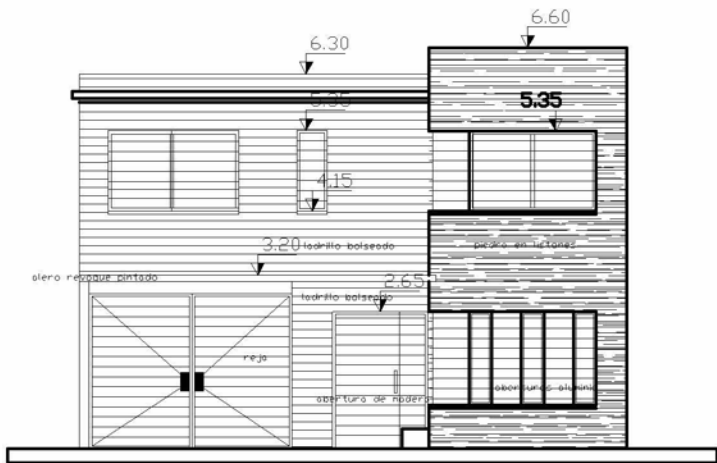 6.60
6.30
5.35
5.35
4.15
3.20
ladrillo bolseado
piedra en listones
alero revoque pintado
2.65
ladrillo bolseado
reja
aberturas alumini
abertura de madera